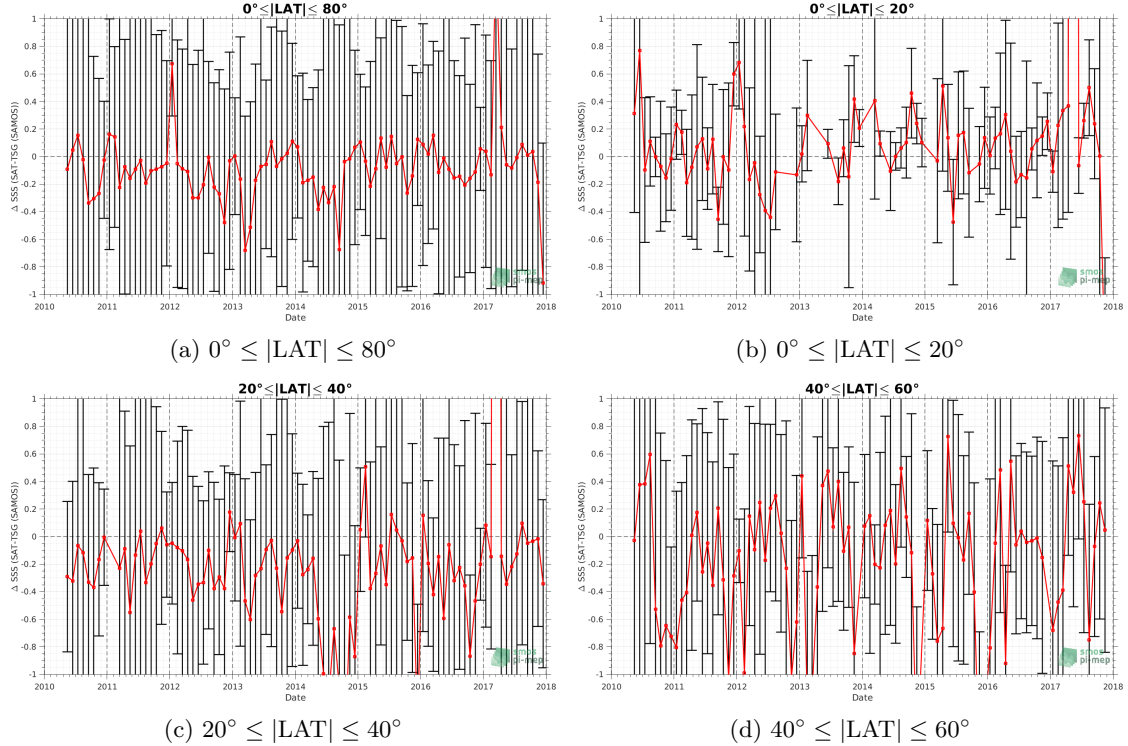 0°≤|LAT|≤ 80°
Δ SSS (SAT-TSG (SAMOS))
1
0.8
0.6
0.4
0.2
0
-0.2
-0.4
-0.6
-0.8
-1
2010 2011 2012 2013 2014 2015 2016 2017 2018
Date
smos
pi-mep
(a) 0° ≤ |LAT| ≤ 80°
0°≤|LAT|≤ 20°
Δ SSS (SAT-TSG (SAMOS))
1
0.8
0.6
0.4
0.2
0
-0.2
-0.4
-0.6
-0.8
-1
2010 2011 2012 2013 2014 2015 2016 2017 2018
Date
smos
pi-mep
(b) 0° ≤ |LAT| ≤ 20°
20°≤|LAT|≤ 40°
Δ SSS (SAT-TSG (SAMOS))
1
0.8
0.6
0.4
0.2
0
-0.2
-0.4
-0.6
-0.8
-1
2010 2011 2012 2013 2014 2015 2016 2017 2018
Date
smos
pi-mep
(c) 20° ≤ |LAT| ≤ 40°
40°≤|LAT|≤ 60°
Δ SSS (SAT-TSG (SAMOS))
1
0.8
0.6
0.4
0.2
0
-0.2
-0.4
-0.6
-0.8
-1
2010 2011 2012 2013 2014 2015 2016 2017 2018
Date
smos
pi-mep
(d) 40° ≤ |LAT| ≤ 60°